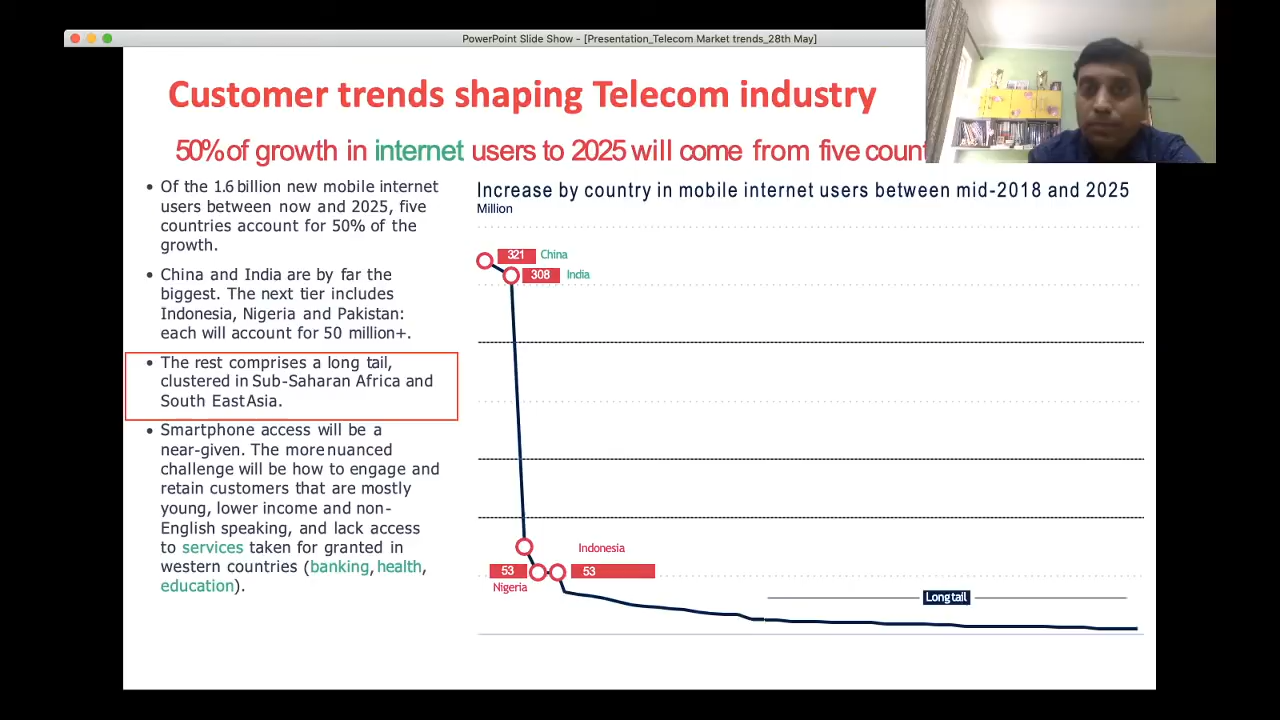 PowerPoint Slide Show - [Presentation_Telecom Market trends_28th May]
Customer trends shaping Telecom industry
50% of growth in internet users to 2025 will come from five count
• Of the 1.6 billion new mobile internet
users between now and 2025, five
countries account for 50% of the
growth.
• China and India are by far the
biggest. The next tier includes
Indonesia, Nigeria and Pakistan:
each will account for 50 million+.
• The rest comprises a long tail,
clustered in Sub-Saharan Africa and
South East Asia.
• Smartphone access will be a
near-given. The more nuanced
challenge will be how to engage and
retain customers that are mostly
young, lower income and non-
English speaking, and lack access
to services taken for granted in
western countries (banking, health,
education).
Increase by country in mobile internet users between mid-2018 and 2025
Million
321 China
308 India
Indonesia
53
53
Nigeria
Long tail